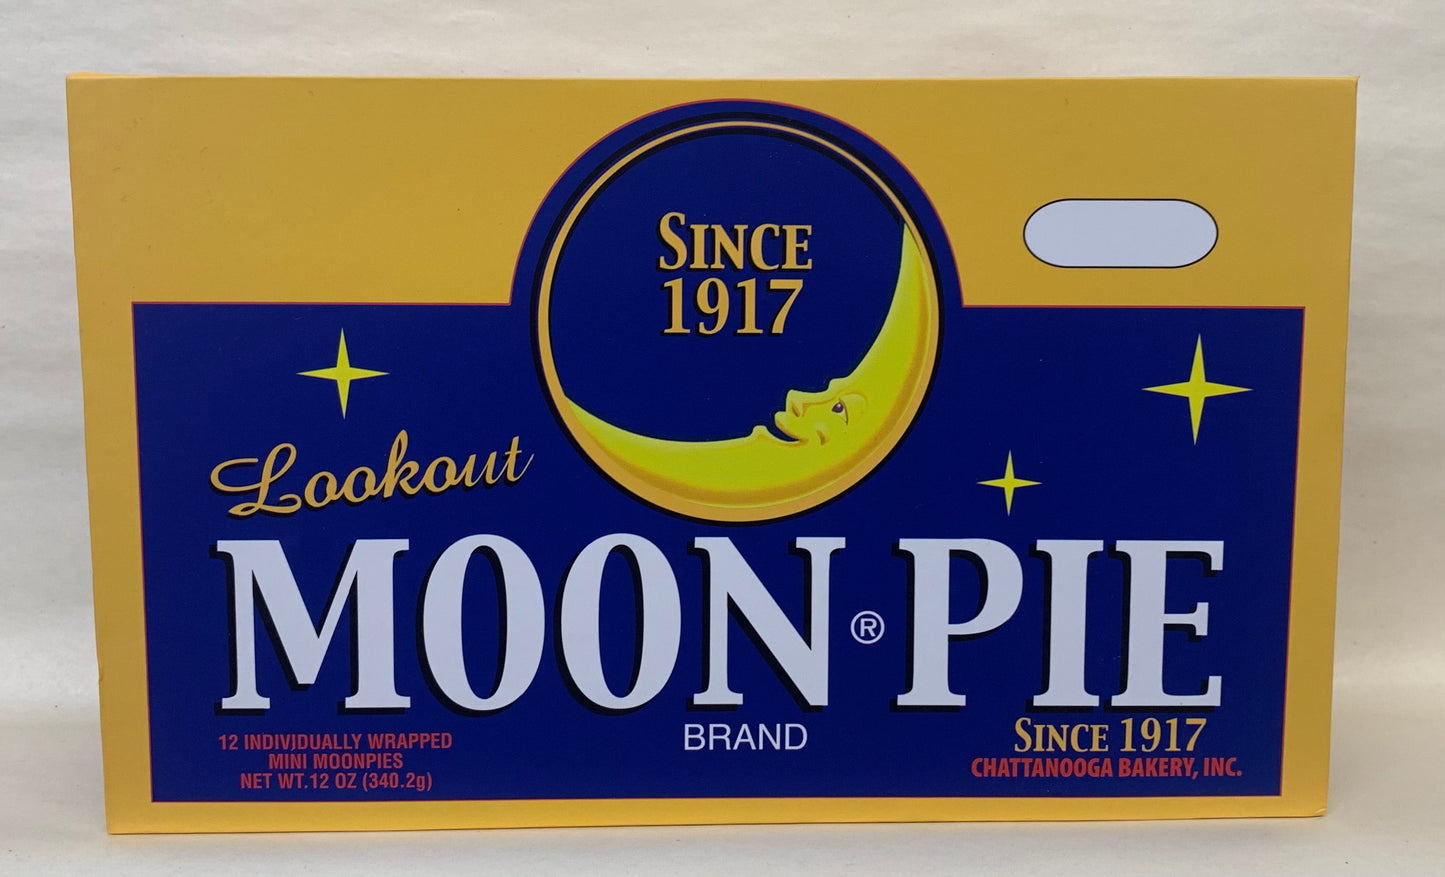 SINCE
1917
Lookout
MOON® PIE
BRAND
12 INDIVIDUALLY WRAPPED
MINI MOONPIES
NET WT. 12 OZ (340.2g)
SINCE 1917
CHATTANOOGA BAKERY, INC.